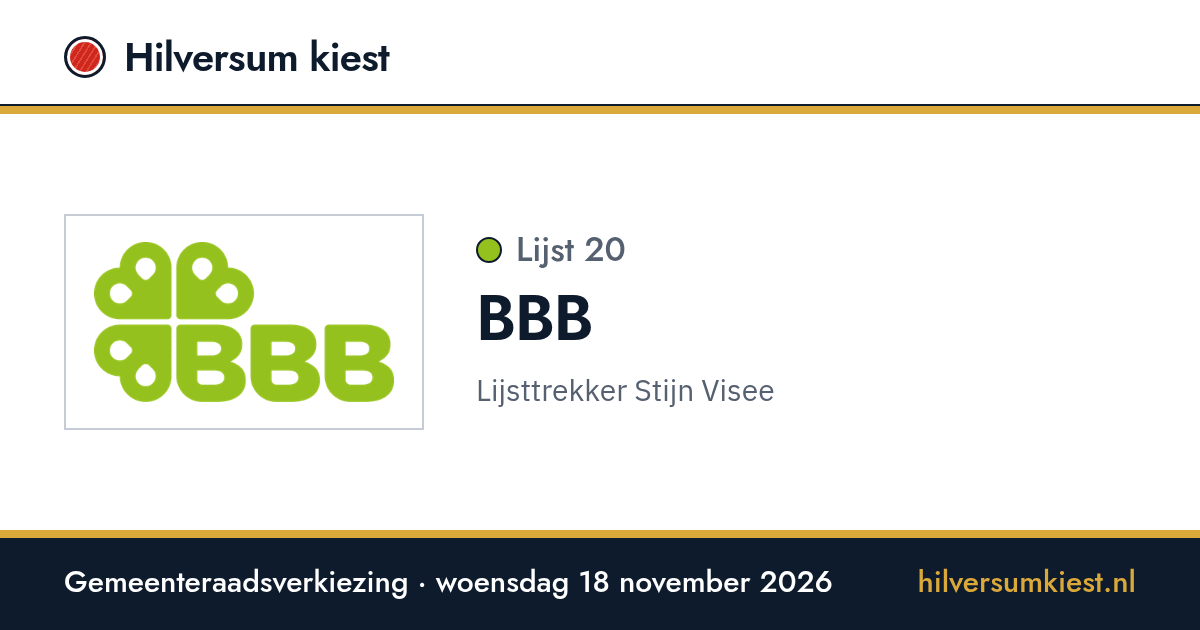 Hilversum kiest
BBB
Lijst 20
BBB
Lijsttrekker Stijn Visee
Gemeenteraadsverkiezing · woensdag 18 november 2026
hilversumkiest.nl